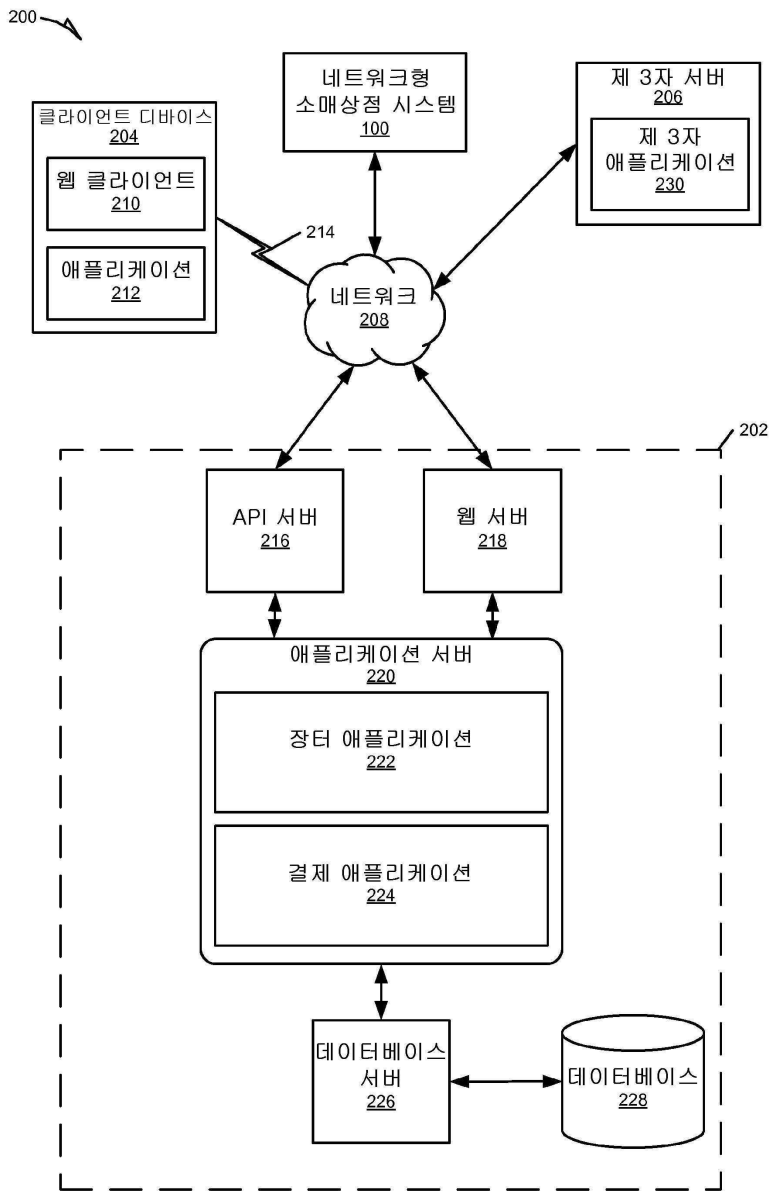 200
네트워크형
소매상점 시스템
100
제 3자 서버
206
제 3자
애플리케이션
230
클라이언트 디바이스
204
웹 클라이언트
210
애플리케이션
212
214
네트워크
208
202
API 서버
216
웹 서버
218
애플리케이션 서버
220
장터 애플리케이션
222
결제 애플리케이션
224
데이터베이스
서버
226
데이터베이스
228